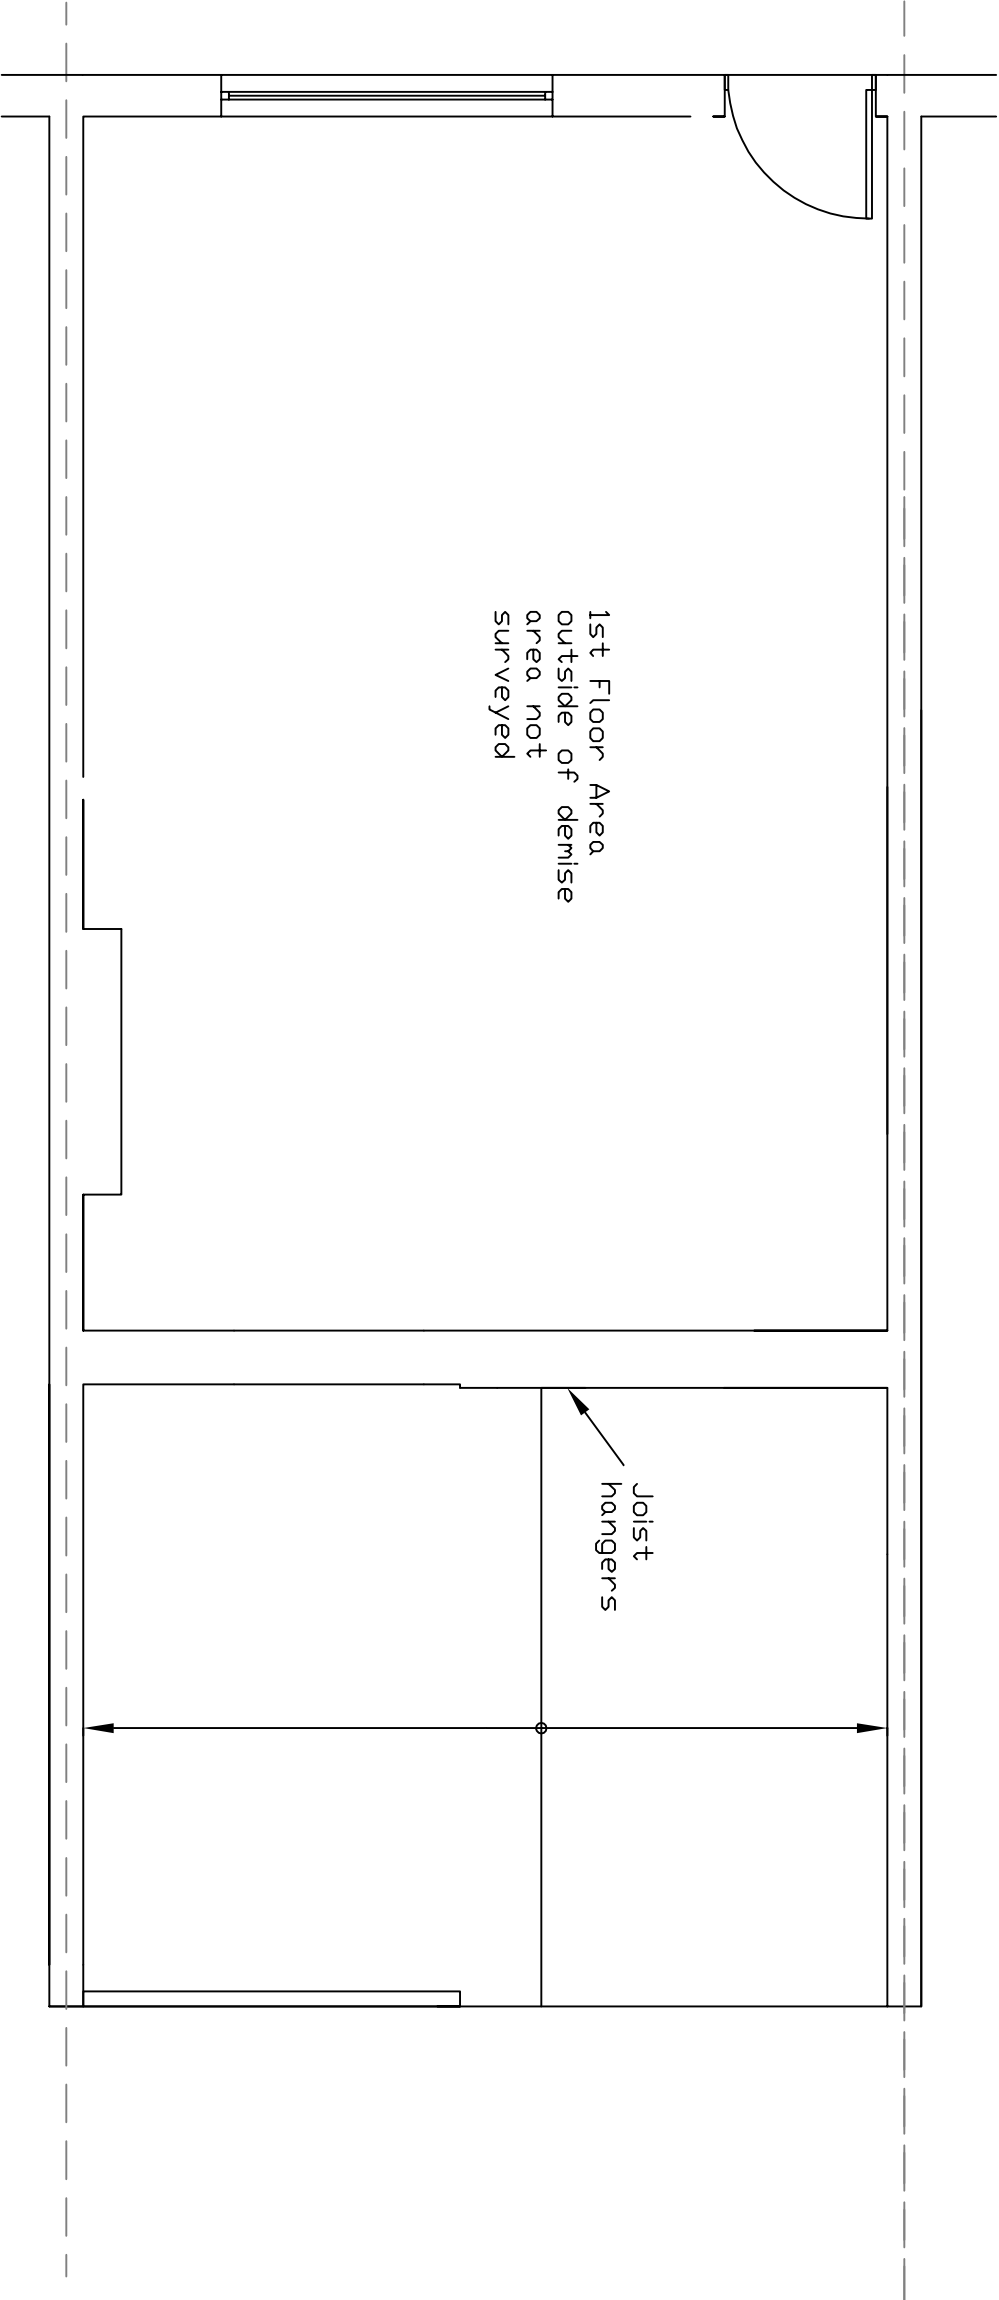 1st Floor Area
outside of demise
area not
surveyed
Joist
hangers